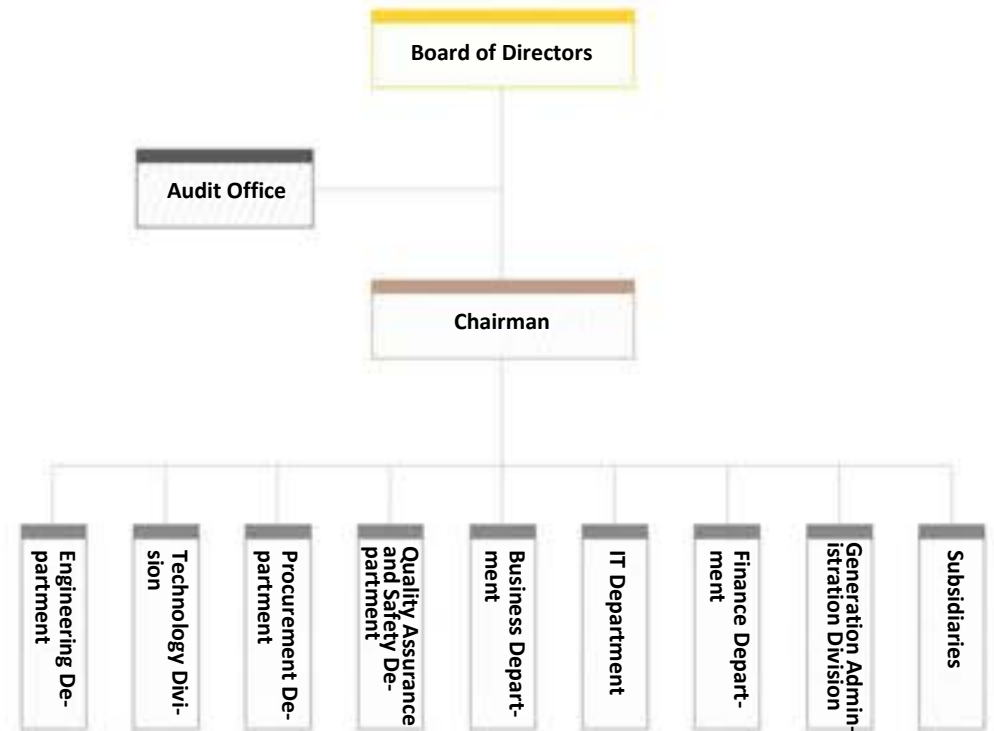 Board of Directors
Audit Office
Chairman
Engineering De-
partment
Technology Divi-
sion
Procurement De-
partment
Quality Assurance
and Safety De-
partment
Business Depart-
ment
IT Department
Finance Depart-
ment
Generation Admin-
istration Division
Subsidiaries